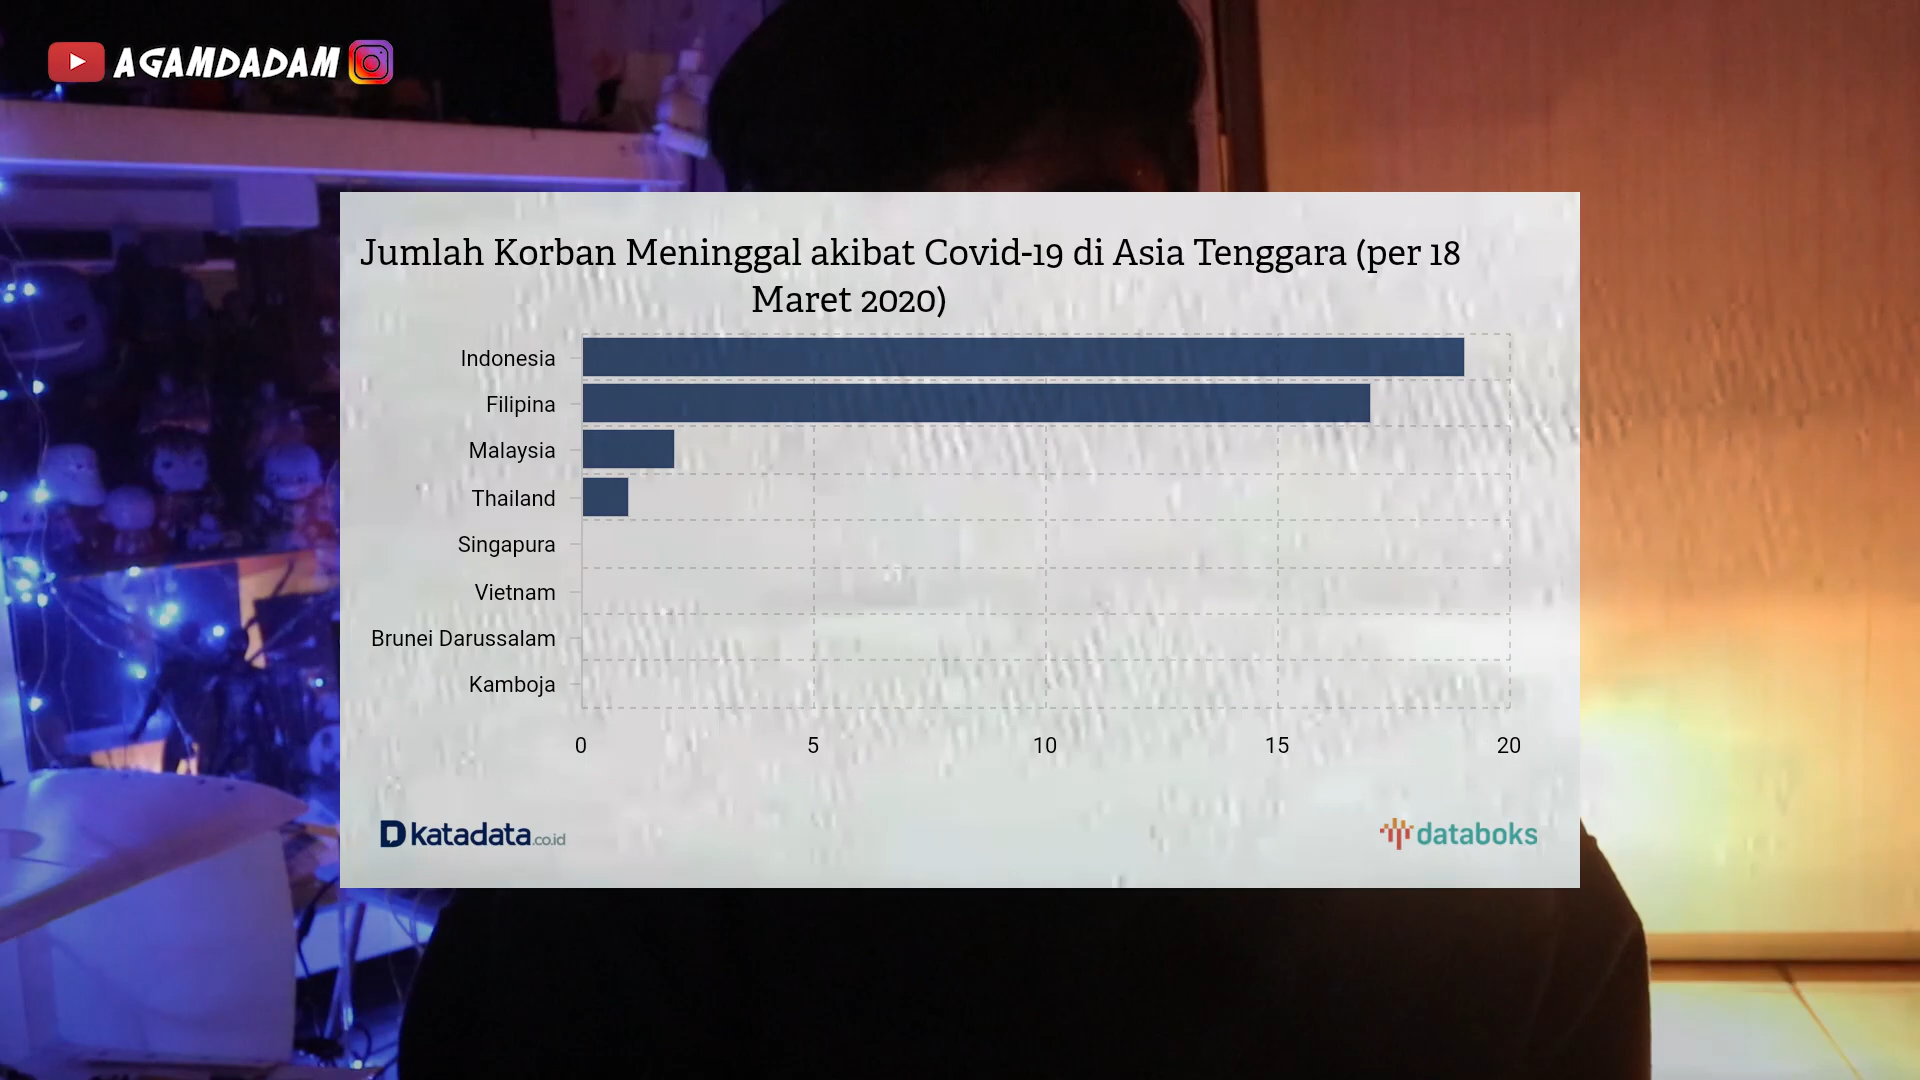 AGAMDADAM
Jumlah Korban Meninggal akibat Covid-19 di Asia Tenggara (per 18
Maret 2020)
Indonesia
Filipina
Malaysia
Thailand
Singapura
Vietnam
Brunei Darussalam
Kamboja
0 5 10 15 20
katadata.co.id
databoks